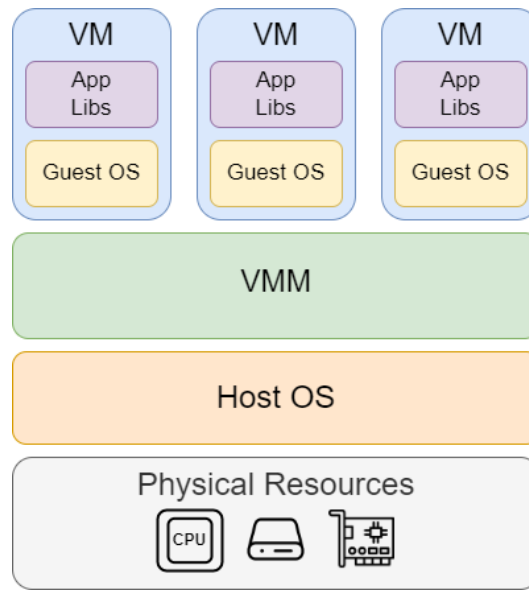 VM
VM
VM
App
Libs
App
Libs
App
Libs
Guest OS
Guest OS
Guest OS
VMM
Host OS
Physical Resources
CPU